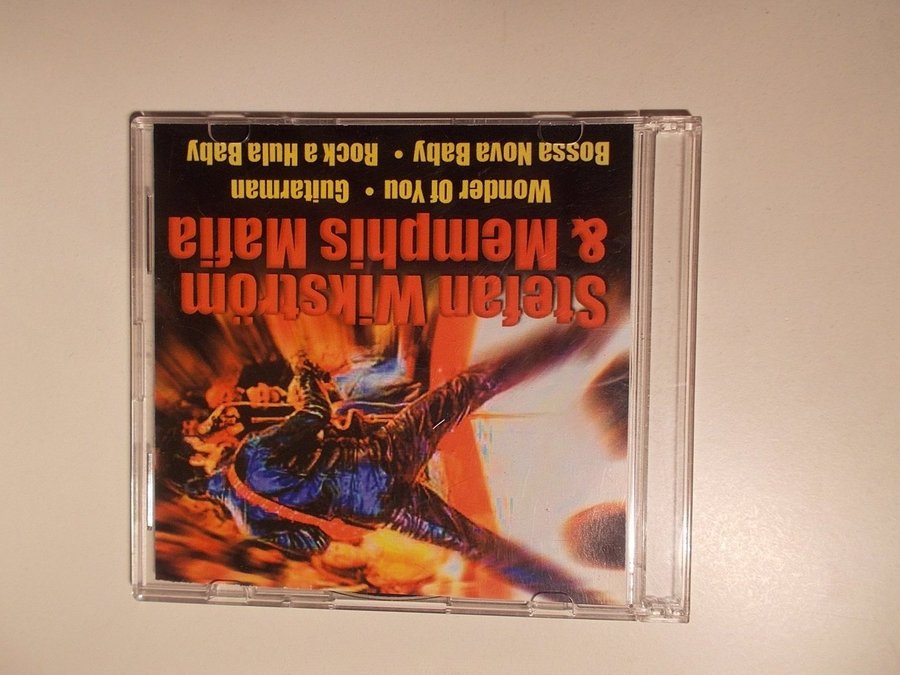 Stefan Wikström
& Memphis Mafia
Wonder Of You • Guitarman
Bossa Nova Baby • Rock a Hula Baby